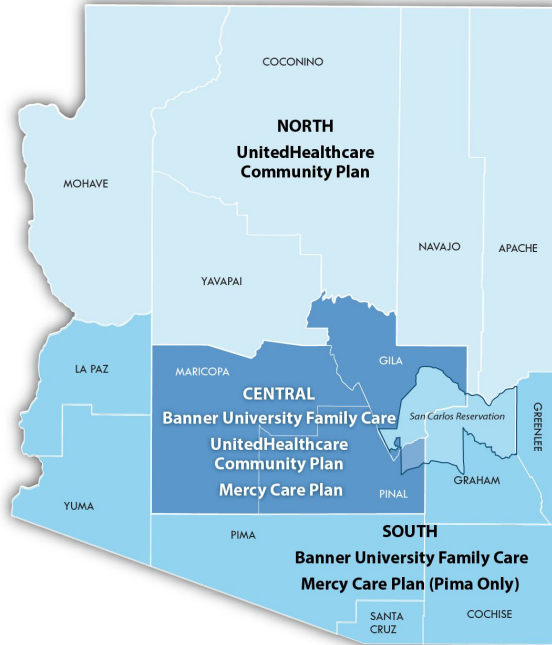 COCONINO
NORTH
UnitedHealthcare
Community Plan
MOHAVE
NAVAJO
APACHE
YAVAPAI
LA PAZ
MARICOPA
GILA
CENTRAL
Banner University Family Care
San Carlos Reservation
GREENLEE
UnitedHealthcare
Community Plan
Mercy Care Plan
PINAL
GRAHAM
YUMA
PIMA
SOUTH
Banner University Family Care
Mercy Care Plan (Pima Only)
SANTA
CRUZ
COCHISE